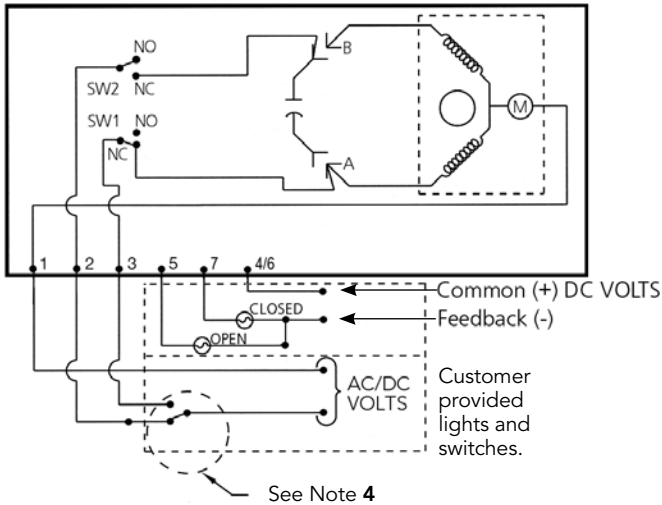 NO
B
SW2 NC
M
SW1 NO
NC
A
1 2 3 5 7 4/6
Common (+) DC VOLTS
CLOSED
Feedback (-)
OPEN
AC/DC
VOLTS
Customer
provided
lights and
switches.
See Note 4